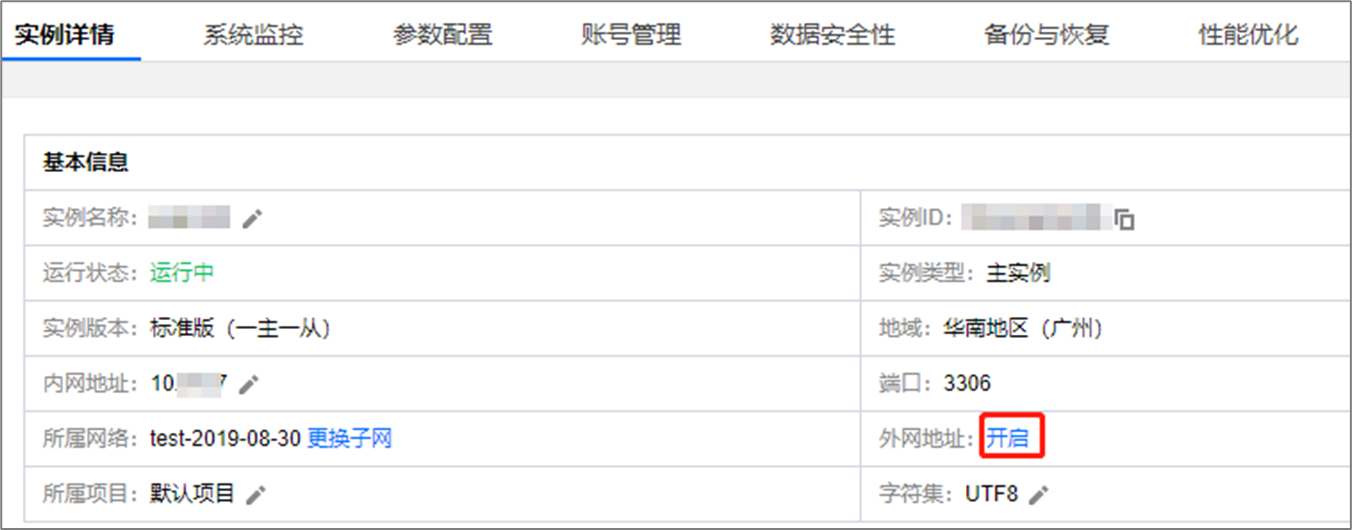 实例详情 系统监控 参数配置 账号管理 数据安全性 备份与恢复 性能优化
基本信息
实例名称： 实例ID：
运行状态：运行中 实例类型：主实例
实例版本：标准版（一主一从） 地域：华南地区（广州）
内网地址：10. 端口：3306
所属网络：test-2019-08-30 更换子网 外网地址：开启
所属项目：默认项目 字符集：UTF8